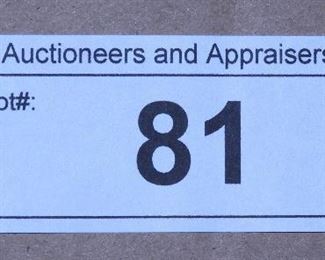 Auctioneers and Appraisers
ot#:
81